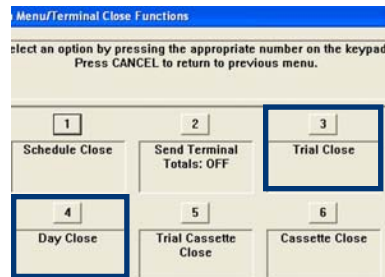 Menu/Terminal Close Functions
elect an option by pressing the appropriate number on the keypad
Press CANCEL to return to previous menu.
1 2 3
Schedule Close Send Terminal Trial Close
Totals: OFF
4 5 6
Day Close Trial Cassette Cassette Close
Close